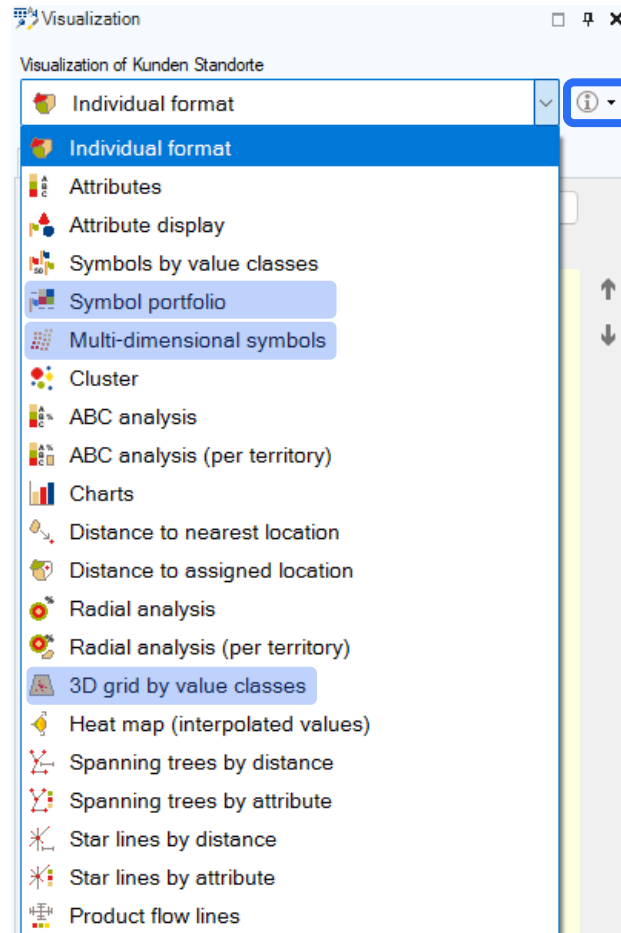 Visualization
Visualization of Kunden Standorte
Individual format
Individual format
Attributes
Attribute display
Symbols by value classes
Symbol portfolio
Multi-dimensional symbols
Cluster
ABC analysis
ABC analysis (per territory)
Charts
Distance to nearest location
Distance to assigned location
Radial analysis
Radial analysis (per territory)
3D grid by value classes
Heat map (interpolated values)
Spanning trees by distance
Spanning trees by attribute
Star lines by distance
Star lines by attribute
Product flow lines